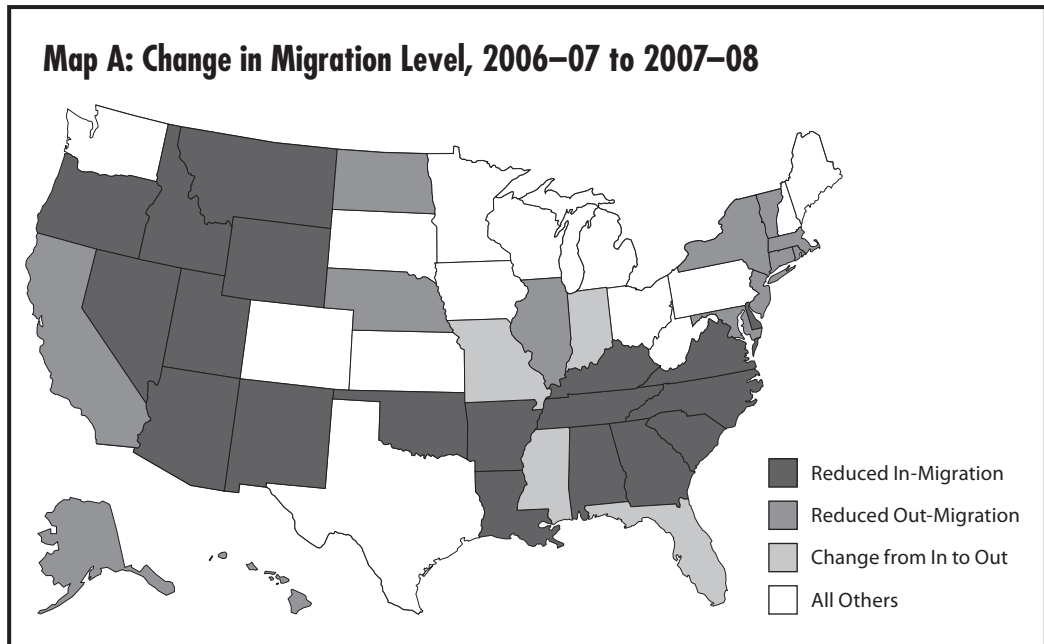 Map A: Change in Migration Level, 2006–07 to 2007–08
Reduced In-Migration
Reduced Out-Migration
Change from In to Out
All Others